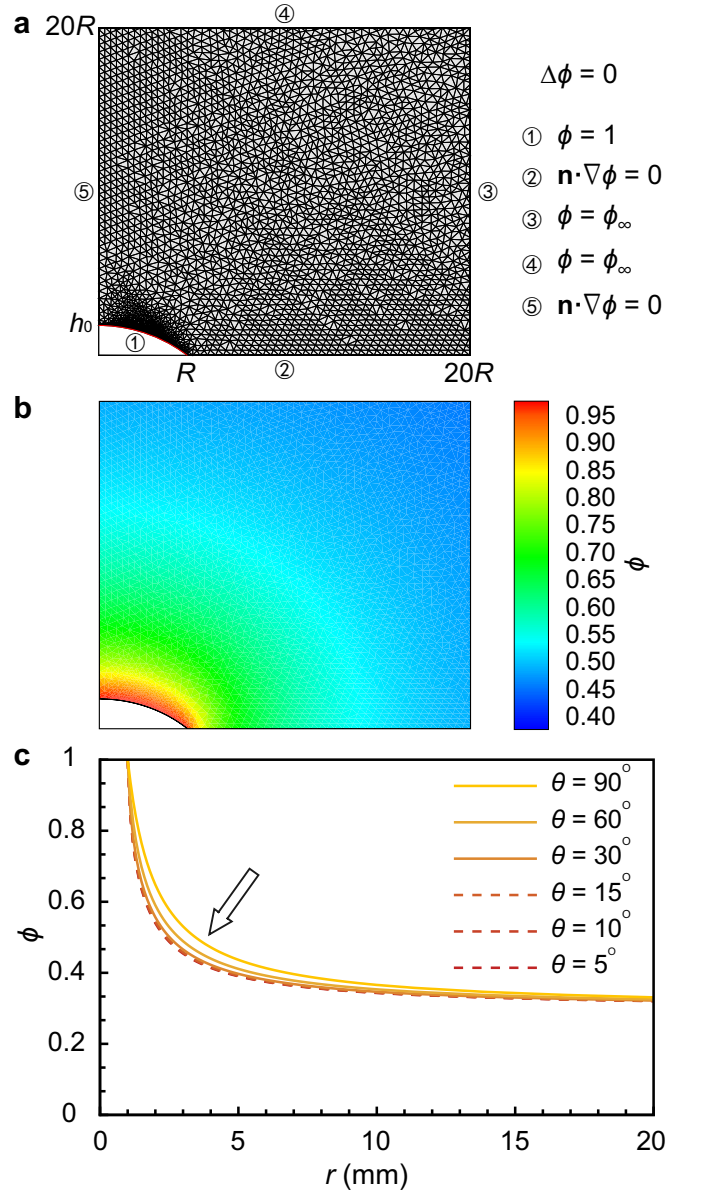 a
20R
④
Δϕ = 0
① ϕ = 1
② n·∇ϕ = 0
⑤
③
③ ϕ = ϕ∞
④ ϕ = ϕ∞
⑤ n·∇ϕ = 0
h0
①
R
②
20R
b
0.95
0.90
0.85
0.80
0.75
0.70
0.65
0.60
0.55
0.50
0.45
0.40
ϕ
c
1
0.8
0.6
0.4
0.2
0
ϕ
θ = 90°
θ = 60°
θ = 30°
θ = 15°
θ = 10°
θ = 5°
0 5 10 15 20
r (mm)